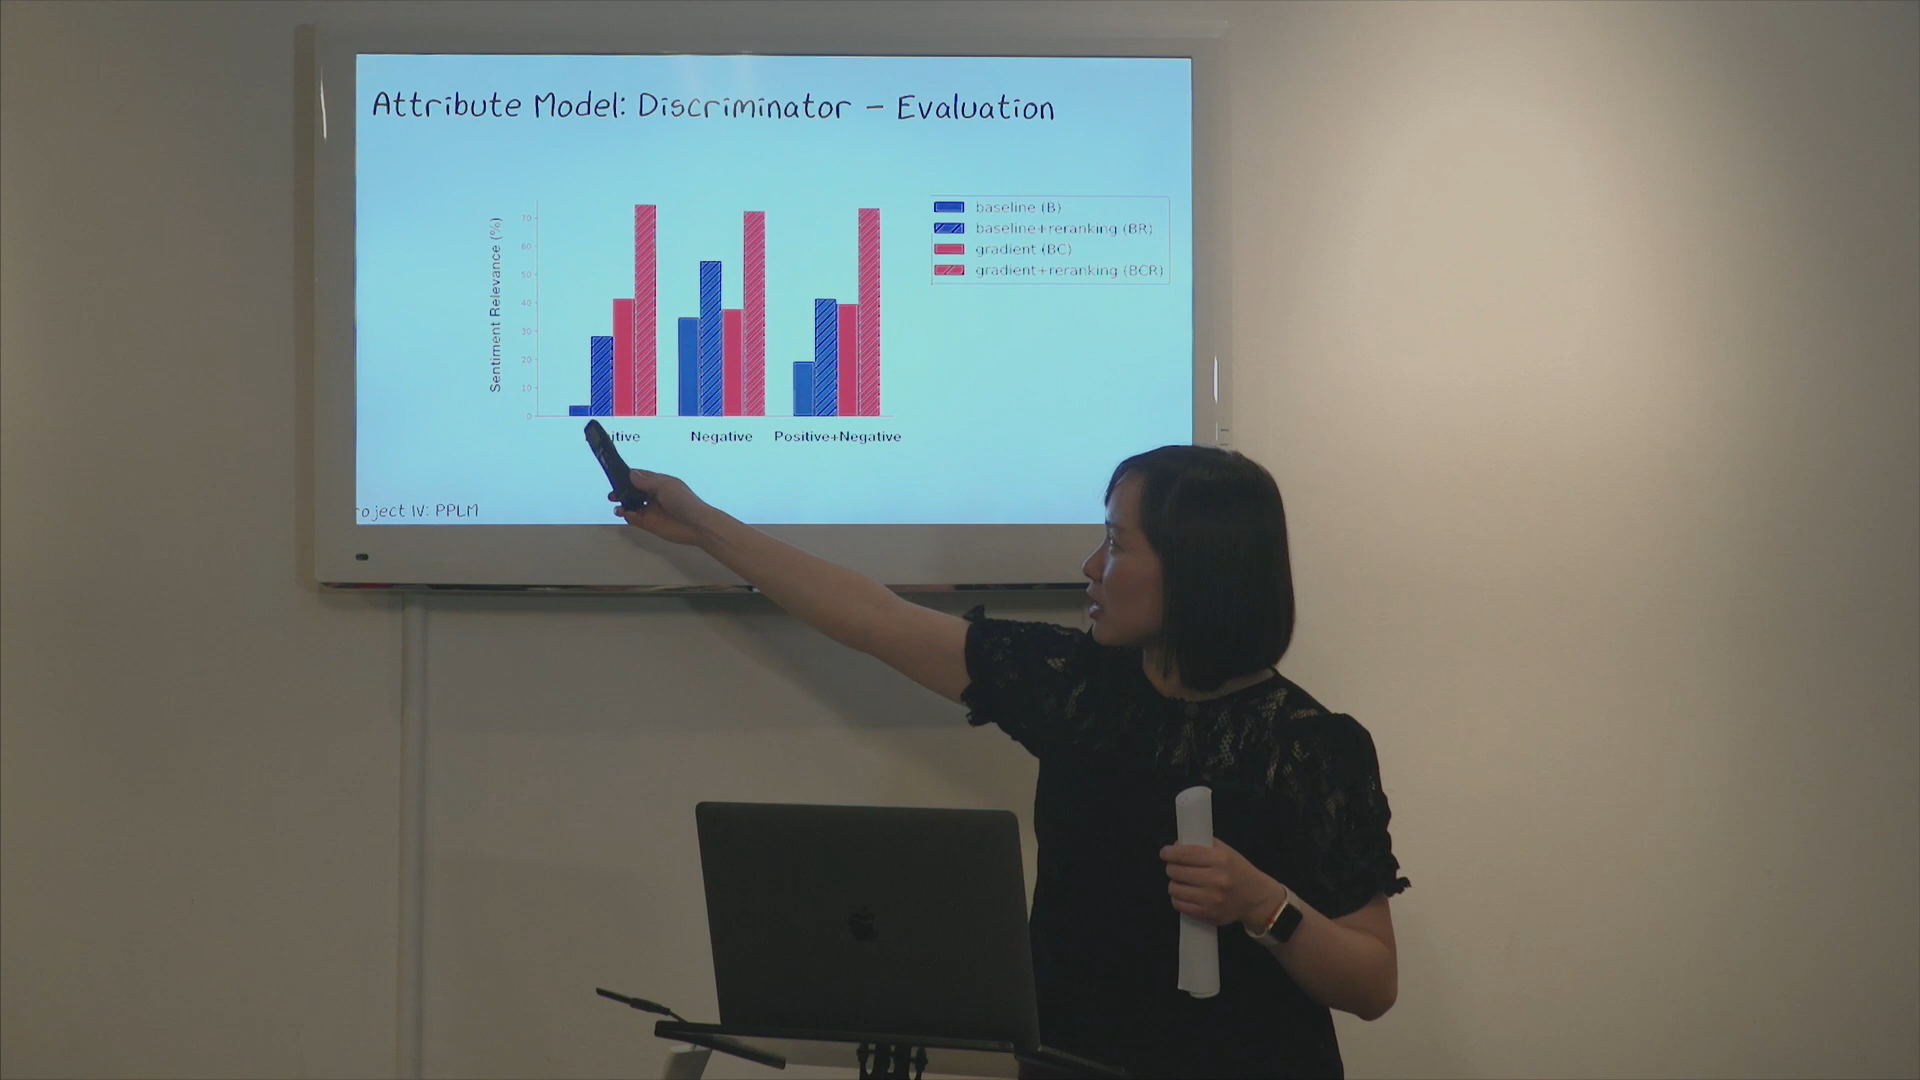 Attribute Model: Discriminator – Evaluation
Sentiment Relevance (%)
70
60
50
40
30
20
10
0
itive
Negative
Positive+Negative
baseline (B)
baseline+reranking (BR)
gradient (BC)
gradient+reranking (BCR)
roject IV: PPLM